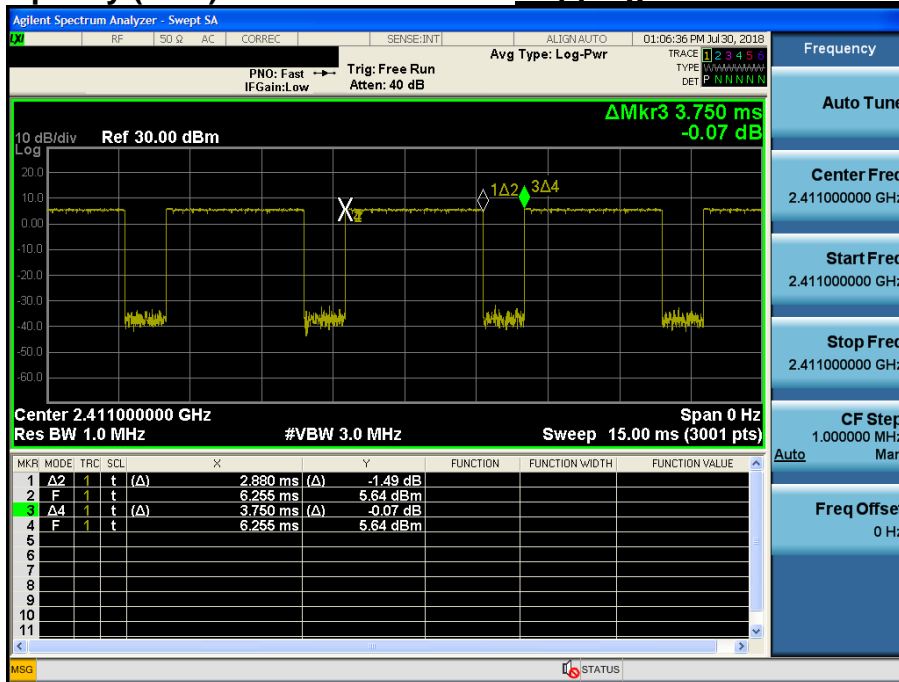 Agilent Spectrum Analyzer - Swept SA
LXI RF 50 Ω AC CORREC SENSE:INT ALIGN AUTO 01:06:36 PM Jul 30, 2018
Avg Type: Log-Pwr
TRACE 1 2 3 4 5 6
TYPE WWWWWW
DET P N N N N N
PNO: Fast Trig: Free Run
IFGain:Low Atten: 40 dB
ΔMkr3 3.750 ms
-0.07 dB
10 dB/div Ref 30.00 dBm
Log
20.0
10.0
0.00
-10.0
-20.0
-30.0
-40.0
-50.0
-60.0
X 1Δ2 3Δ4
Center 2.411000000 GHz Span 0 Hz
Res BW 1.0 MHz #VBW 3.0 MHz Sweep 15.00 ms (3001 pts)
MKR MODE TRC SCL X Y FUNCTION FUNCTION WIDTH FUNCTION VALUE
1 Δ2 1 t (Δ) 2.880 ms (Δ) -1.49 dB
2 F 1 t 6.255 ms 5.64 dBm
3 Δ4 1 t (Δ) 3.750 ms (Δ) -0.07 dB
4 F 1 t 6.255 ms 5.64 dBm
5
6
7
8
9
10
11
MSG STATUS
Frequency
Auto Tune
Center Freq
2.411000000 GHz
Start Freq
2.411000000 GHz
Stop Freq
2.411000000 GHz
CF Step
1.000000 MHz
Auto Man
Freq Offset
0 Hz